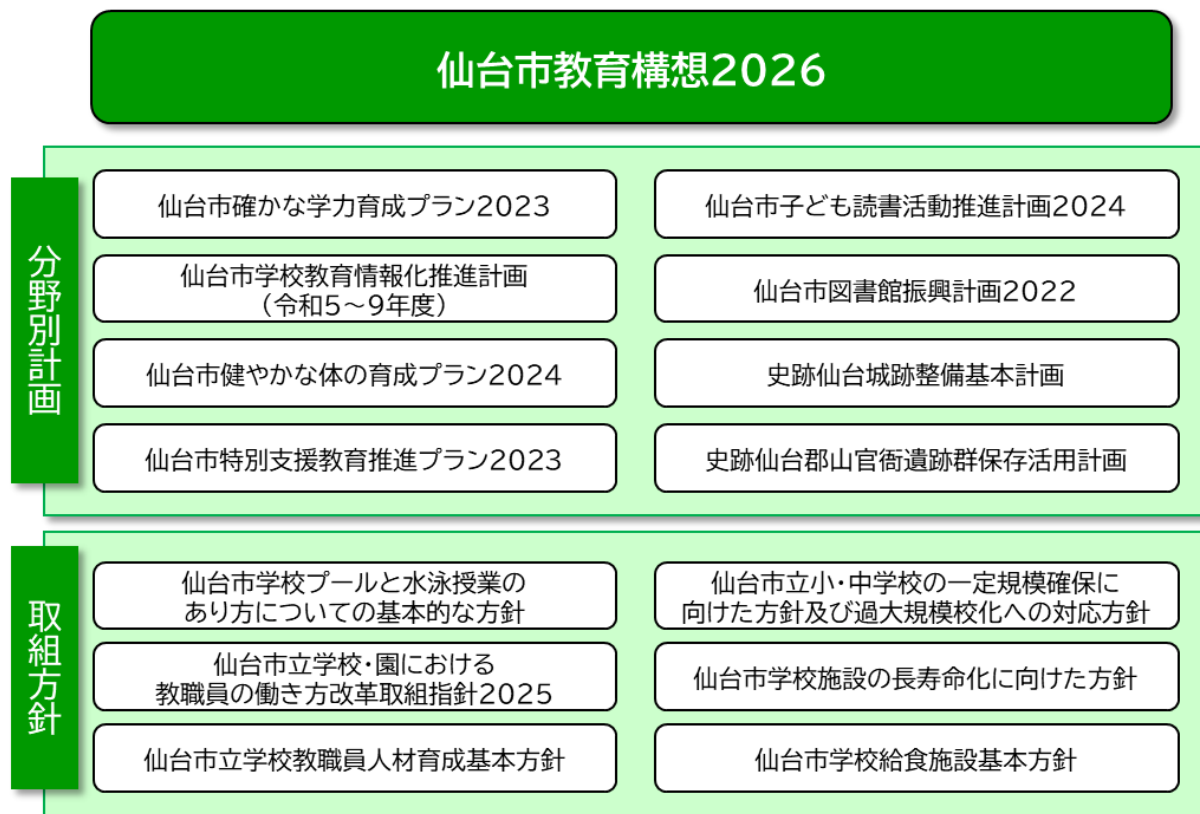 仙台市教育構想2026
分野別計画
仙台市確かな学力育成プラン2023
仙台市子ども読書活動推進計画2024
仙台市学校教育情報化推進計画
（令和5～9年度）
仙台市図書館振興計画2022
仙台市健やかな体の育成プラン2024
史跡仙台城跡整備基本計画
仙台市特別支援教育推進プラン2023
史跡仙台郡山官衙遺跡群保存活用計画
取組方針
仙台市学校プールと水泳授業の
あり方についての基本的な方針
仙台市立小・中学校の一定規模確保に
向けた方針及び過大規模校化への対応方針
仙台市立学校・園における
教職員の働き方改革取組指針2025
仙台市学校施設の長寿命化に向けた方針
仙台市立学校教職員人材育成基本方針
仙台市学校給食施設基本方針